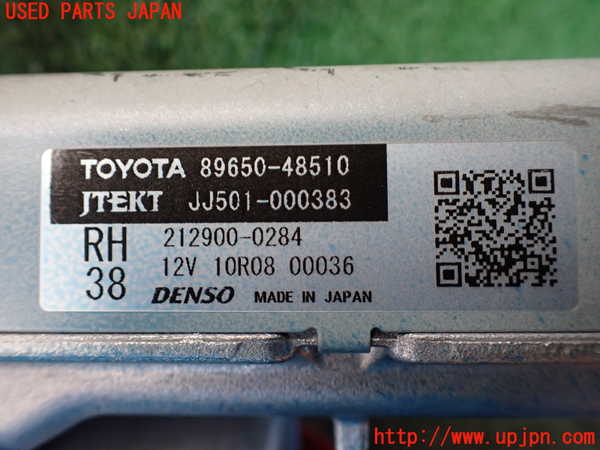 USED PARTS JAPAN
TOYOTA 89650-48510
JTEKT JJ501-000383
RH 212900-0284
38 12V 10R08 00036
DENSO MADE IN JAPAN
http://www.upjpn.com/